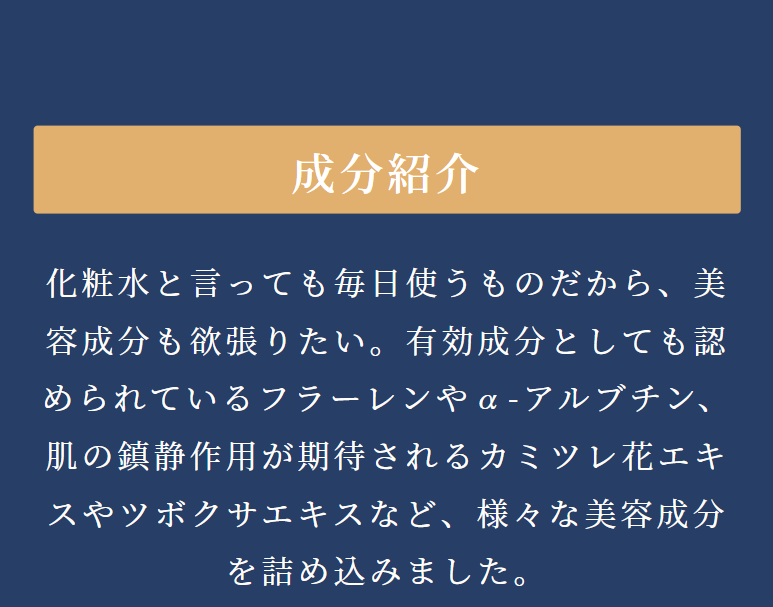 成分紹介
化粧水と言っても毎日使うものだから、美
容成分も欲張りたい。有効成分としても認
められているフラーレンやα-アルブチン、
肌の鎮静作用が期待されるカミツレ花エキ
スやツボクサエキスなど、様々な美容成分
を詰め込みました。